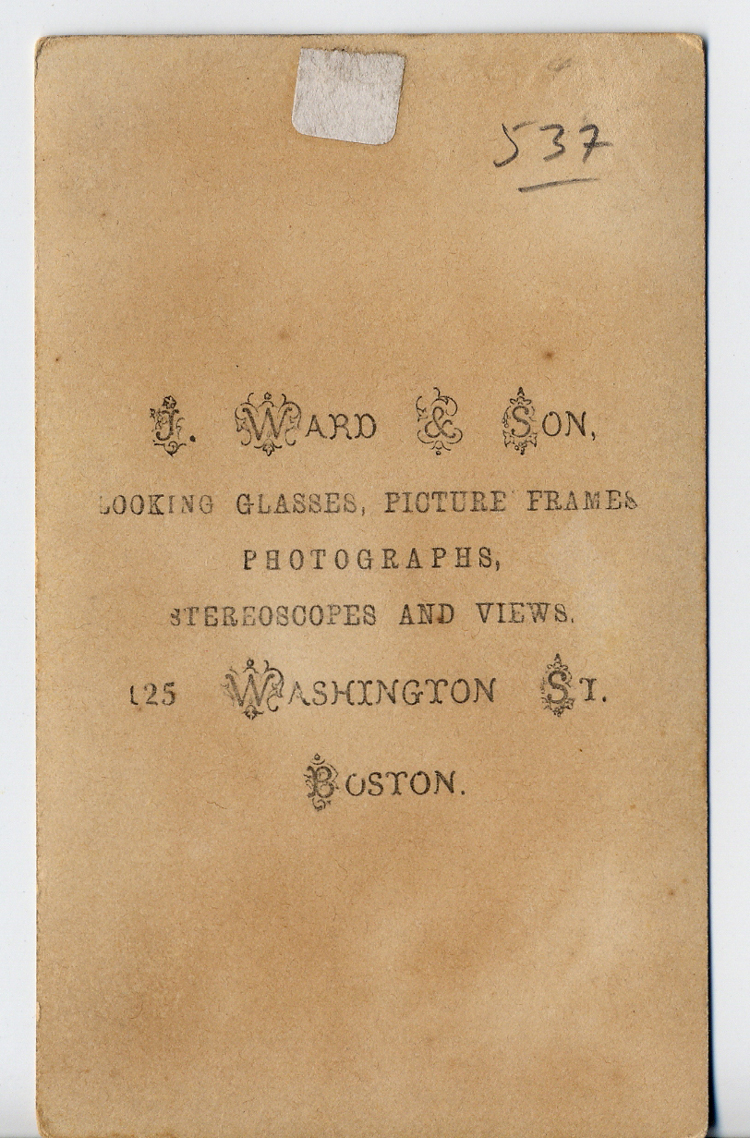 537
J. WARD & SON,
LOOKING GLASSES, PICTURE FRAMES
PHOTOGRAPHS,
STEREOSCOPES AND VIEWS.
125 WASHINGTON ST.
BOSTON.